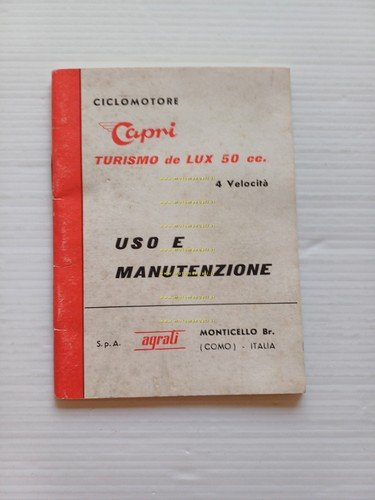 CICLOMOTORE
Capri
TURISMO de LUX 50 cc.
4 Velocità
USO E
MANUTENZIONE
S.p.A. agrati MONTICELLO Br.
(COMO) - ITALIA